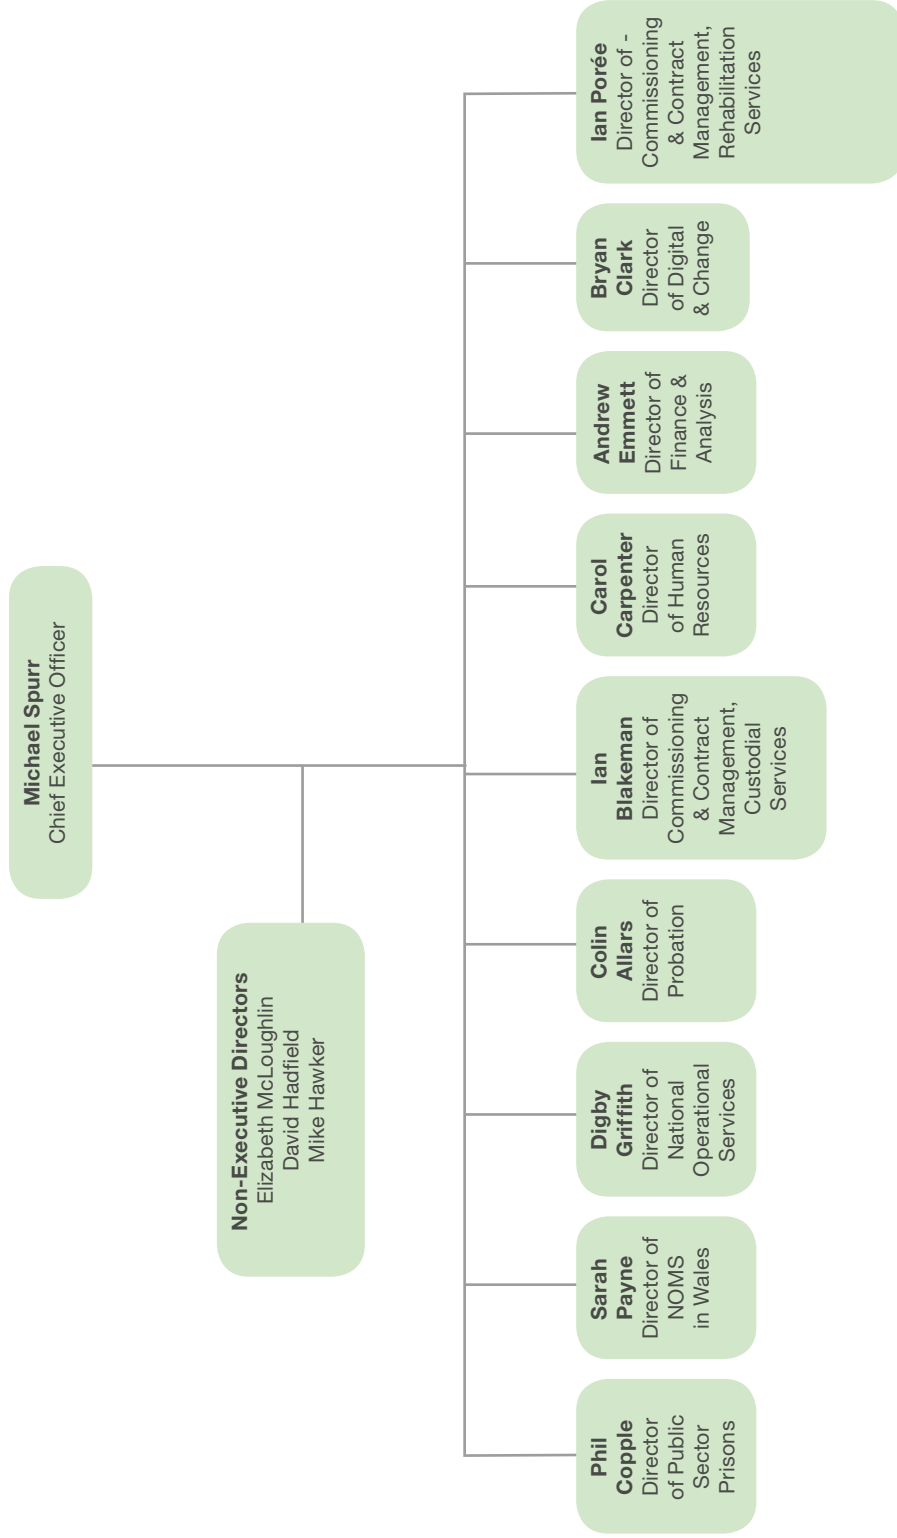 Michael Spurr
Chief Executive Officer
Non-Executive Directors
Elizabeth McLoughlin
David Hadfield
Mike Hawker
Phil
Copple
Director
of Public
Sector
Prisons
Sarah
Payne
Director of
NOMS
in Wales
Digby
Griffith
Director of
National
Operational
Services
Colin
Allars
Director of
Probation
Ian
Blakeman
Director of
Commissioning
& Contract
Management,
Custodial
Services
Carol
Carpenter
Director
of Human
Resources
Andrew
Emmett
Director of
Finance &
Analysis
Bryan
Clark
Director
of Digital
& Change
Ian Porée
Director of -
Commissioning
& Contract
Management,
Rehabilitation
Services